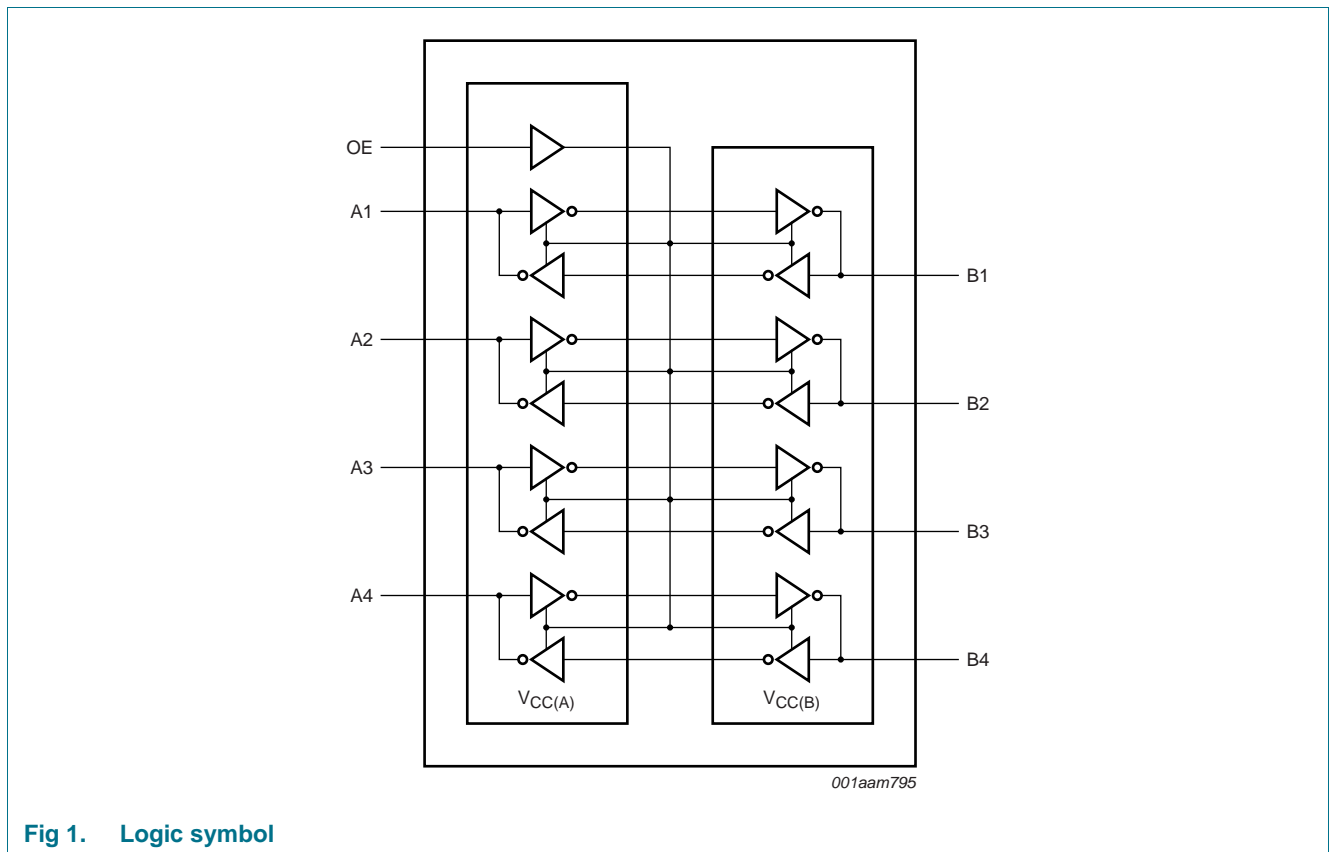 OE
A1
B1
A2
B2
A3
B3
A4
B4
VCC(A)
VCC(B)
001aam795
Fig 1. Logic symbol